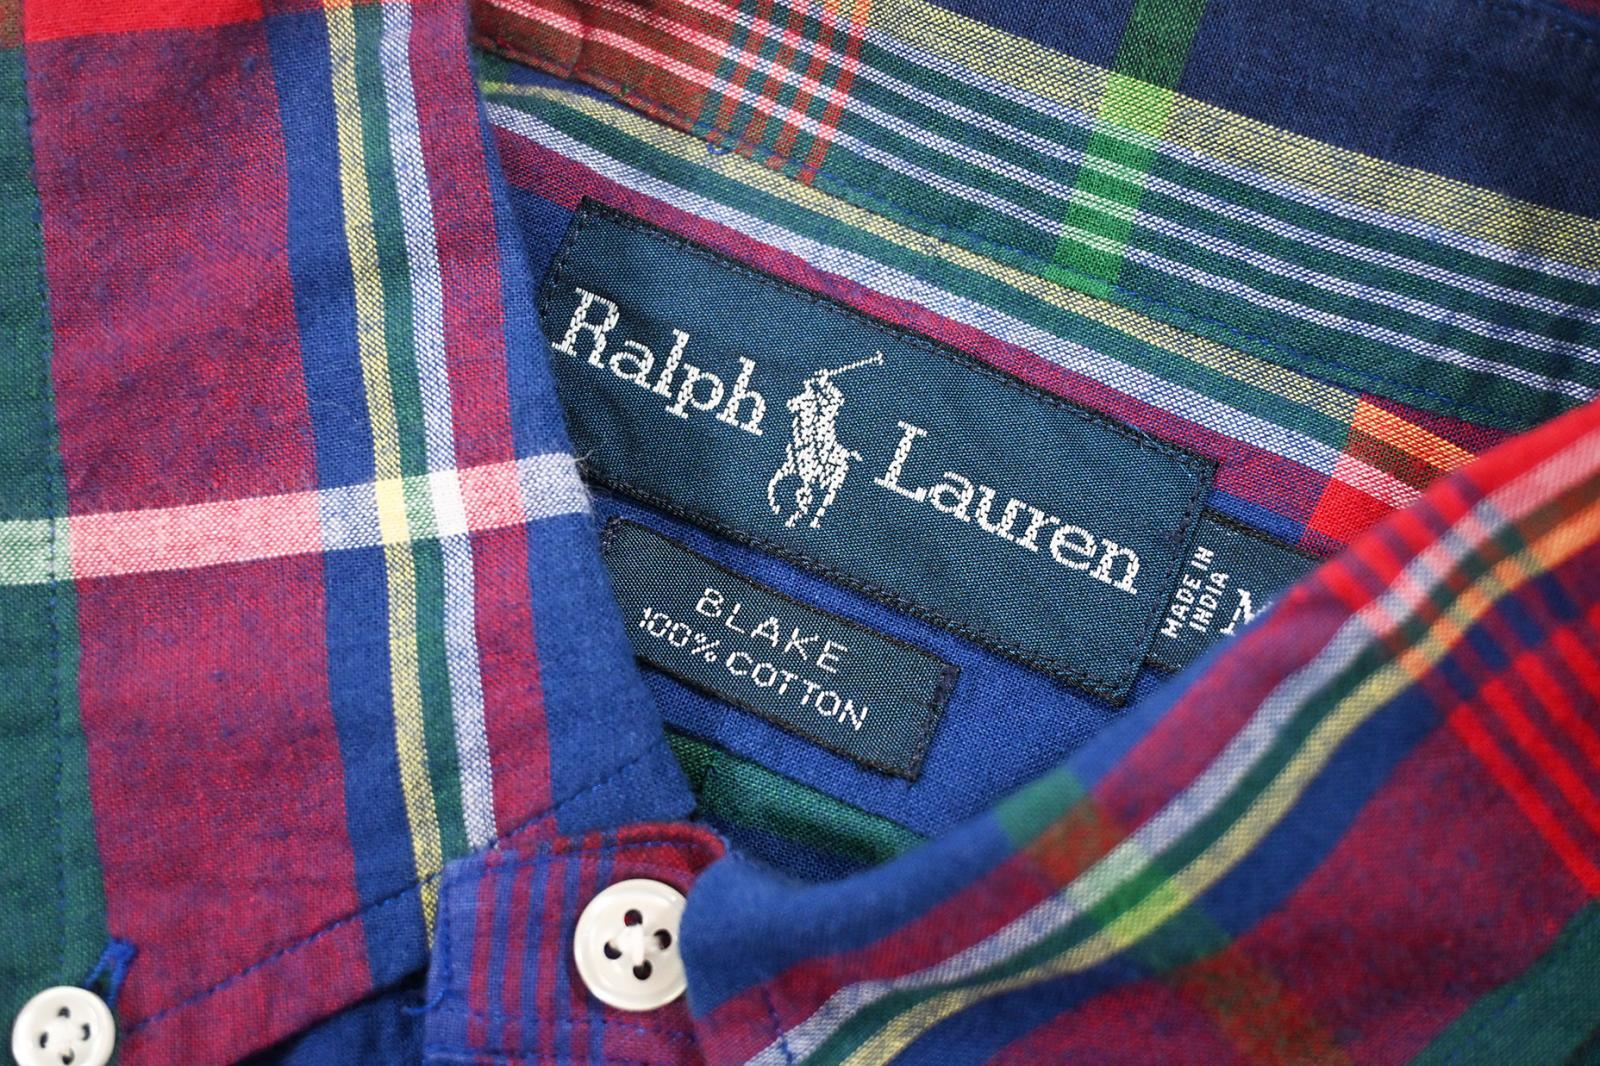 Ralph Lauren
BLAKE
100% COTTON
MADE IN
INDIA